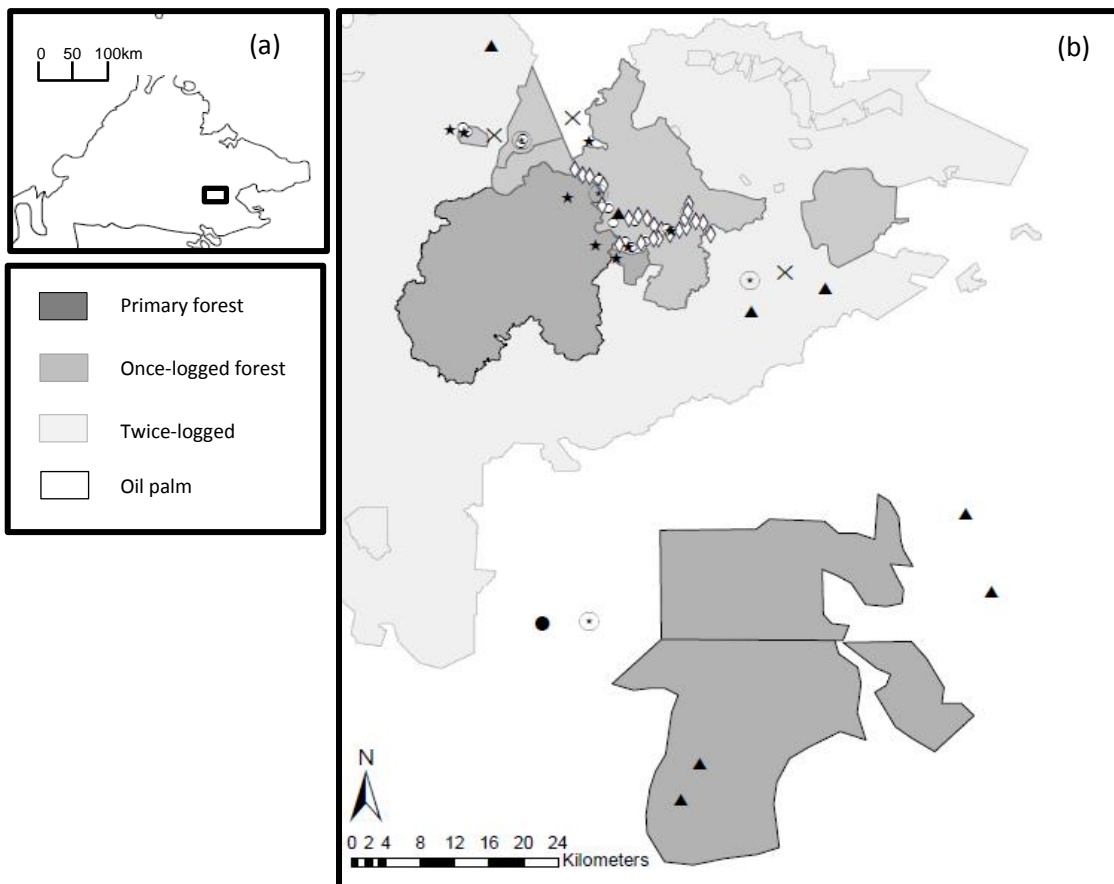 (a)
0 50 100km
Primary forest
Once-logged forest
Twice-logged
Oil palm
(b)
N
0 2 4 8 12 16 20 24
Kilometers